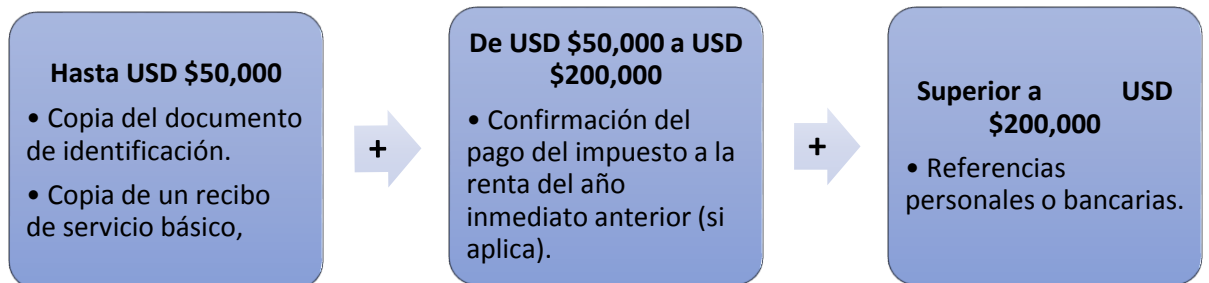 Hasta USD $50,000
• Copia del documento
de identificación.
• Copia de un recibo
de servicio básico,
+
De USD $50,000 a USD
$200,000
• Confirmación del
pago del impuesto a la
renta del año
inmediato anterior (si
aplica).
+
Superior a USD
$200,000
• Referencias
personales o bancarias.